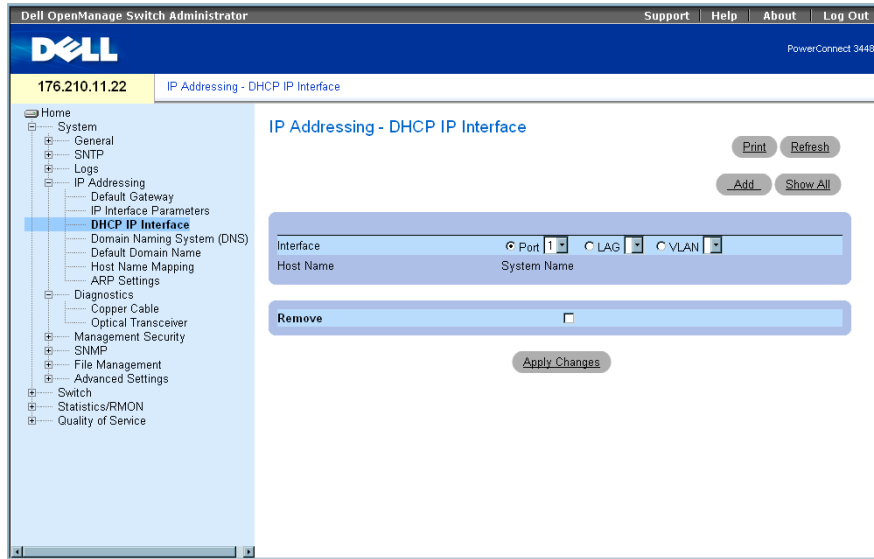 Dell OpenManage Switch Administrator
Support Help About Log Out
DELL
PowerConnect 3448
176.210.11.22
IP Addressing - DHCP IP Interface
Home
System
General
SNTP
Logs
IP Addressing
Default Gateway
IP Interface Parameters
DHCP IP Interface
Domain Naming System (DNS)
Default Domain Name
Host Name Mapping
ARP Settings
Diagnostics
Copper Cable
Optical Transceiver
Management Security
SNMP
File Management
Advanced Settings
Switch
Statistics/RMON
Quality of Service
IP Addressing - DHCP IP Interface
Print Refresh
Add Show All
Interface Port 1 LAG VLAN
Host Name System Name
Remove
Apply Changes